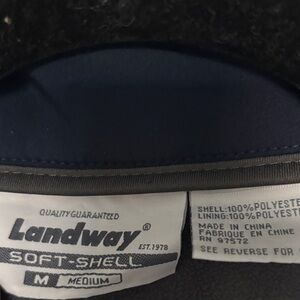 QUALITY GUARANTEED
Landway®
EST. 1978
SOFT-SHELL
M MEDIUM
SHELL:100%POLYESTE
LINING:100%POLYEST
MADE IN CHINA
FABRIQUE EN CHINE
RN 97572
SEE REVERSE FOR